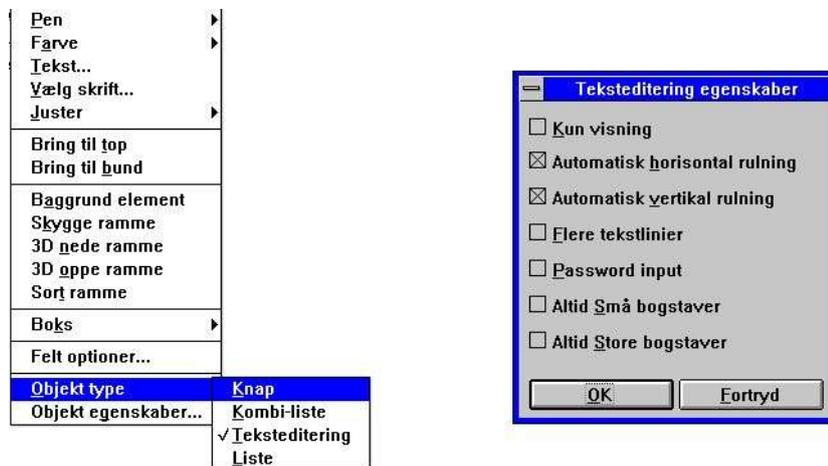 Pen
Farve
Tekst...
Vælg skrift...
Juster
Bring til top
Bring til bund
Baggrund element
Skygge ramme
3D nede ramme
3D oppe ramme
Sort ramme
Boks
Felt optioner...
Objekt type
Objekt egenskaber...
Knap
Kombi-liste
Teksteditering
Liste
Teksteditering egenskaber
Kun visning
Automatisk horisontal rulning
Automatisk vertikal rulning
Flere tekstlinier
Password input
Altid Små bogstaver
Altid Store bogstaver
OK
Fortryd